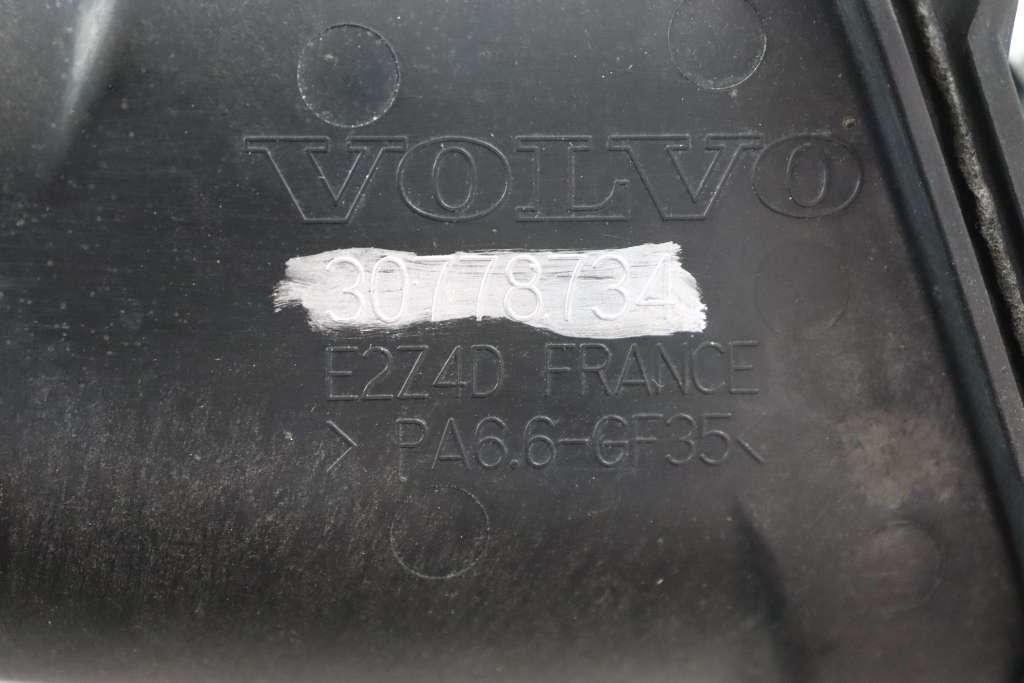 VOLVO
30778734
E2Z4D FRANCE
> PA6.6-GF35<